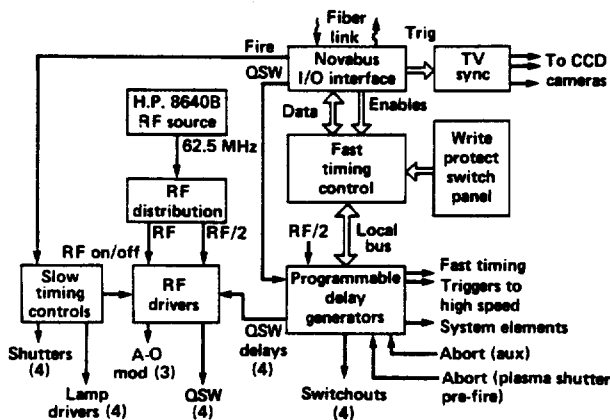 Fiber
link
Fire
Trig
QSW
Novabus
I/O interface
TV
sync
To CCD
cameras
H.P. 8640B
RF source
Data
Enables
62.5 MHz
Fast
timing
control
Write
protect
switch
panel
RF
distribution
RF
RF/2
RF/2
Local
bus
RF on/off
Slow
timing
controls
RF
drivers
Programmable
delay
generators
Fast timing
Triggers to
high speed
System elements
Shutters
(4)
A-O
mod (3)
QSW
delays
(4)
Abort (aux)
Lamp
drivers (4)
QSW
(4)
Switchouts
(4)
Abort (plasma shutter
pre-fire)